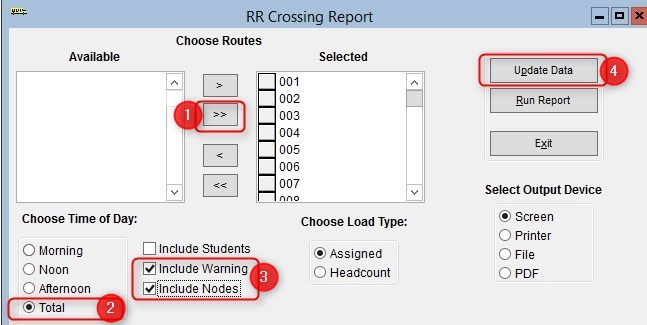 RR Crossing Report
Choose Routes
Available
Selected
>
>>
<
<<
1
001
002
003
004
005
006
007
008
Update Data
4
Run Report
Exit
Choose Time of Day:
Morning
Noon
Afternoon
Total
2
Include Students
Include Warning
Include Nodes
3
Choose Load Type:
Assigned
Headcount
Select Output Device
Screen
Printer
File
PDF